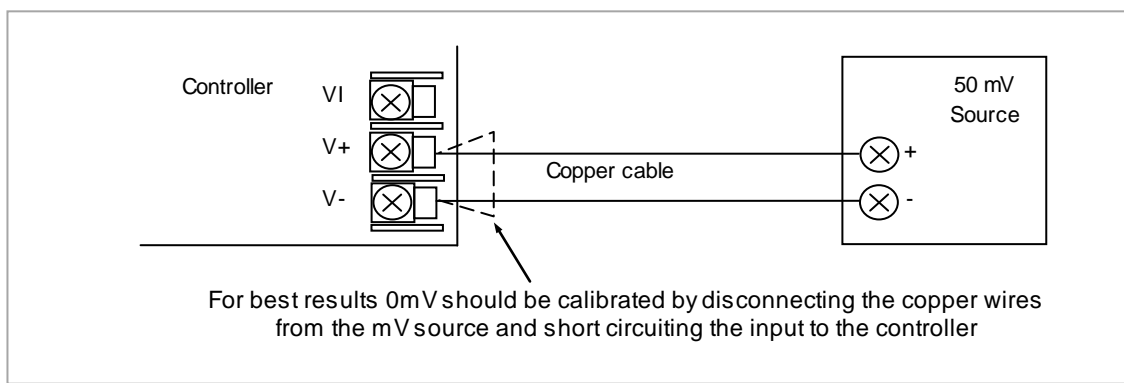 Controller
VI
V+
V-
Copper cable
50 mV
Source
+
-
For best results 0mV should be calibrated by disconnecting the copper wires
from the mV source and short circuiting the input to the controller